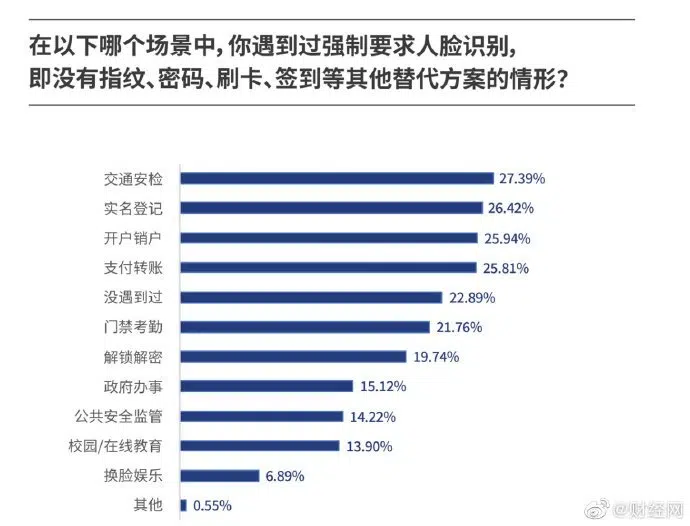 在以下哪个场景中，你遇到过强制要求人脸识别，
即没有指纹、密码、刷卡、签到等其他替代方案的情形？
交通安检 27.39%
实名登记 26.42%
开户销户 25.94%
支付转账 25.81%
没遇到过 22.89%
门禁考勤 21.76%
解锁解密 19.74%
政府办事 15.12%
公共安全监管 14.22%
校园/在线教育 13.90%
换脸娱乐 6.89%
其他 0.55%
@财经网